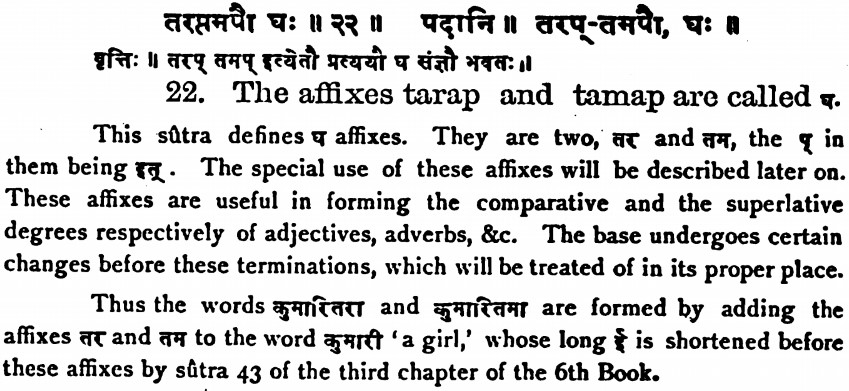 तरप्तमपौ घः ॥ २२ ॥ पदानि ॥ तरप्-तमपौ, घः ॥
वृत्तिः ॥ तरप् तमप् इत्येतौ प्रत्ययो घ संज्ञौ भवतः ॥
22. The affixes tarap and tamap are called घ.
This sûtra defines घ affixes. They are two, तर and तम, the प् in
them being इत्. The special use of these affixes will be described later on.
These affixes are useful in forming the comparative and the superlative
degrees respectively of adjectives, adverbs, &c. The base undergoes certain
changes before these terminations, which will be treated of in its proper place.
Thus the words कुमारितरा and कुमारितमा are formed by adding the
affixes तर and तम to the word कुमारी 'a girl,' whose long ई is shortened before
these affixes by sûtra 43 of the third chapter of the 6th Book.